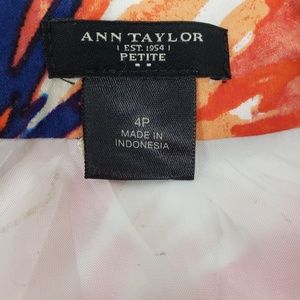 ANN TAYLOR
EST. 1954
PETITE
4P
MADE IN
INDONESIA